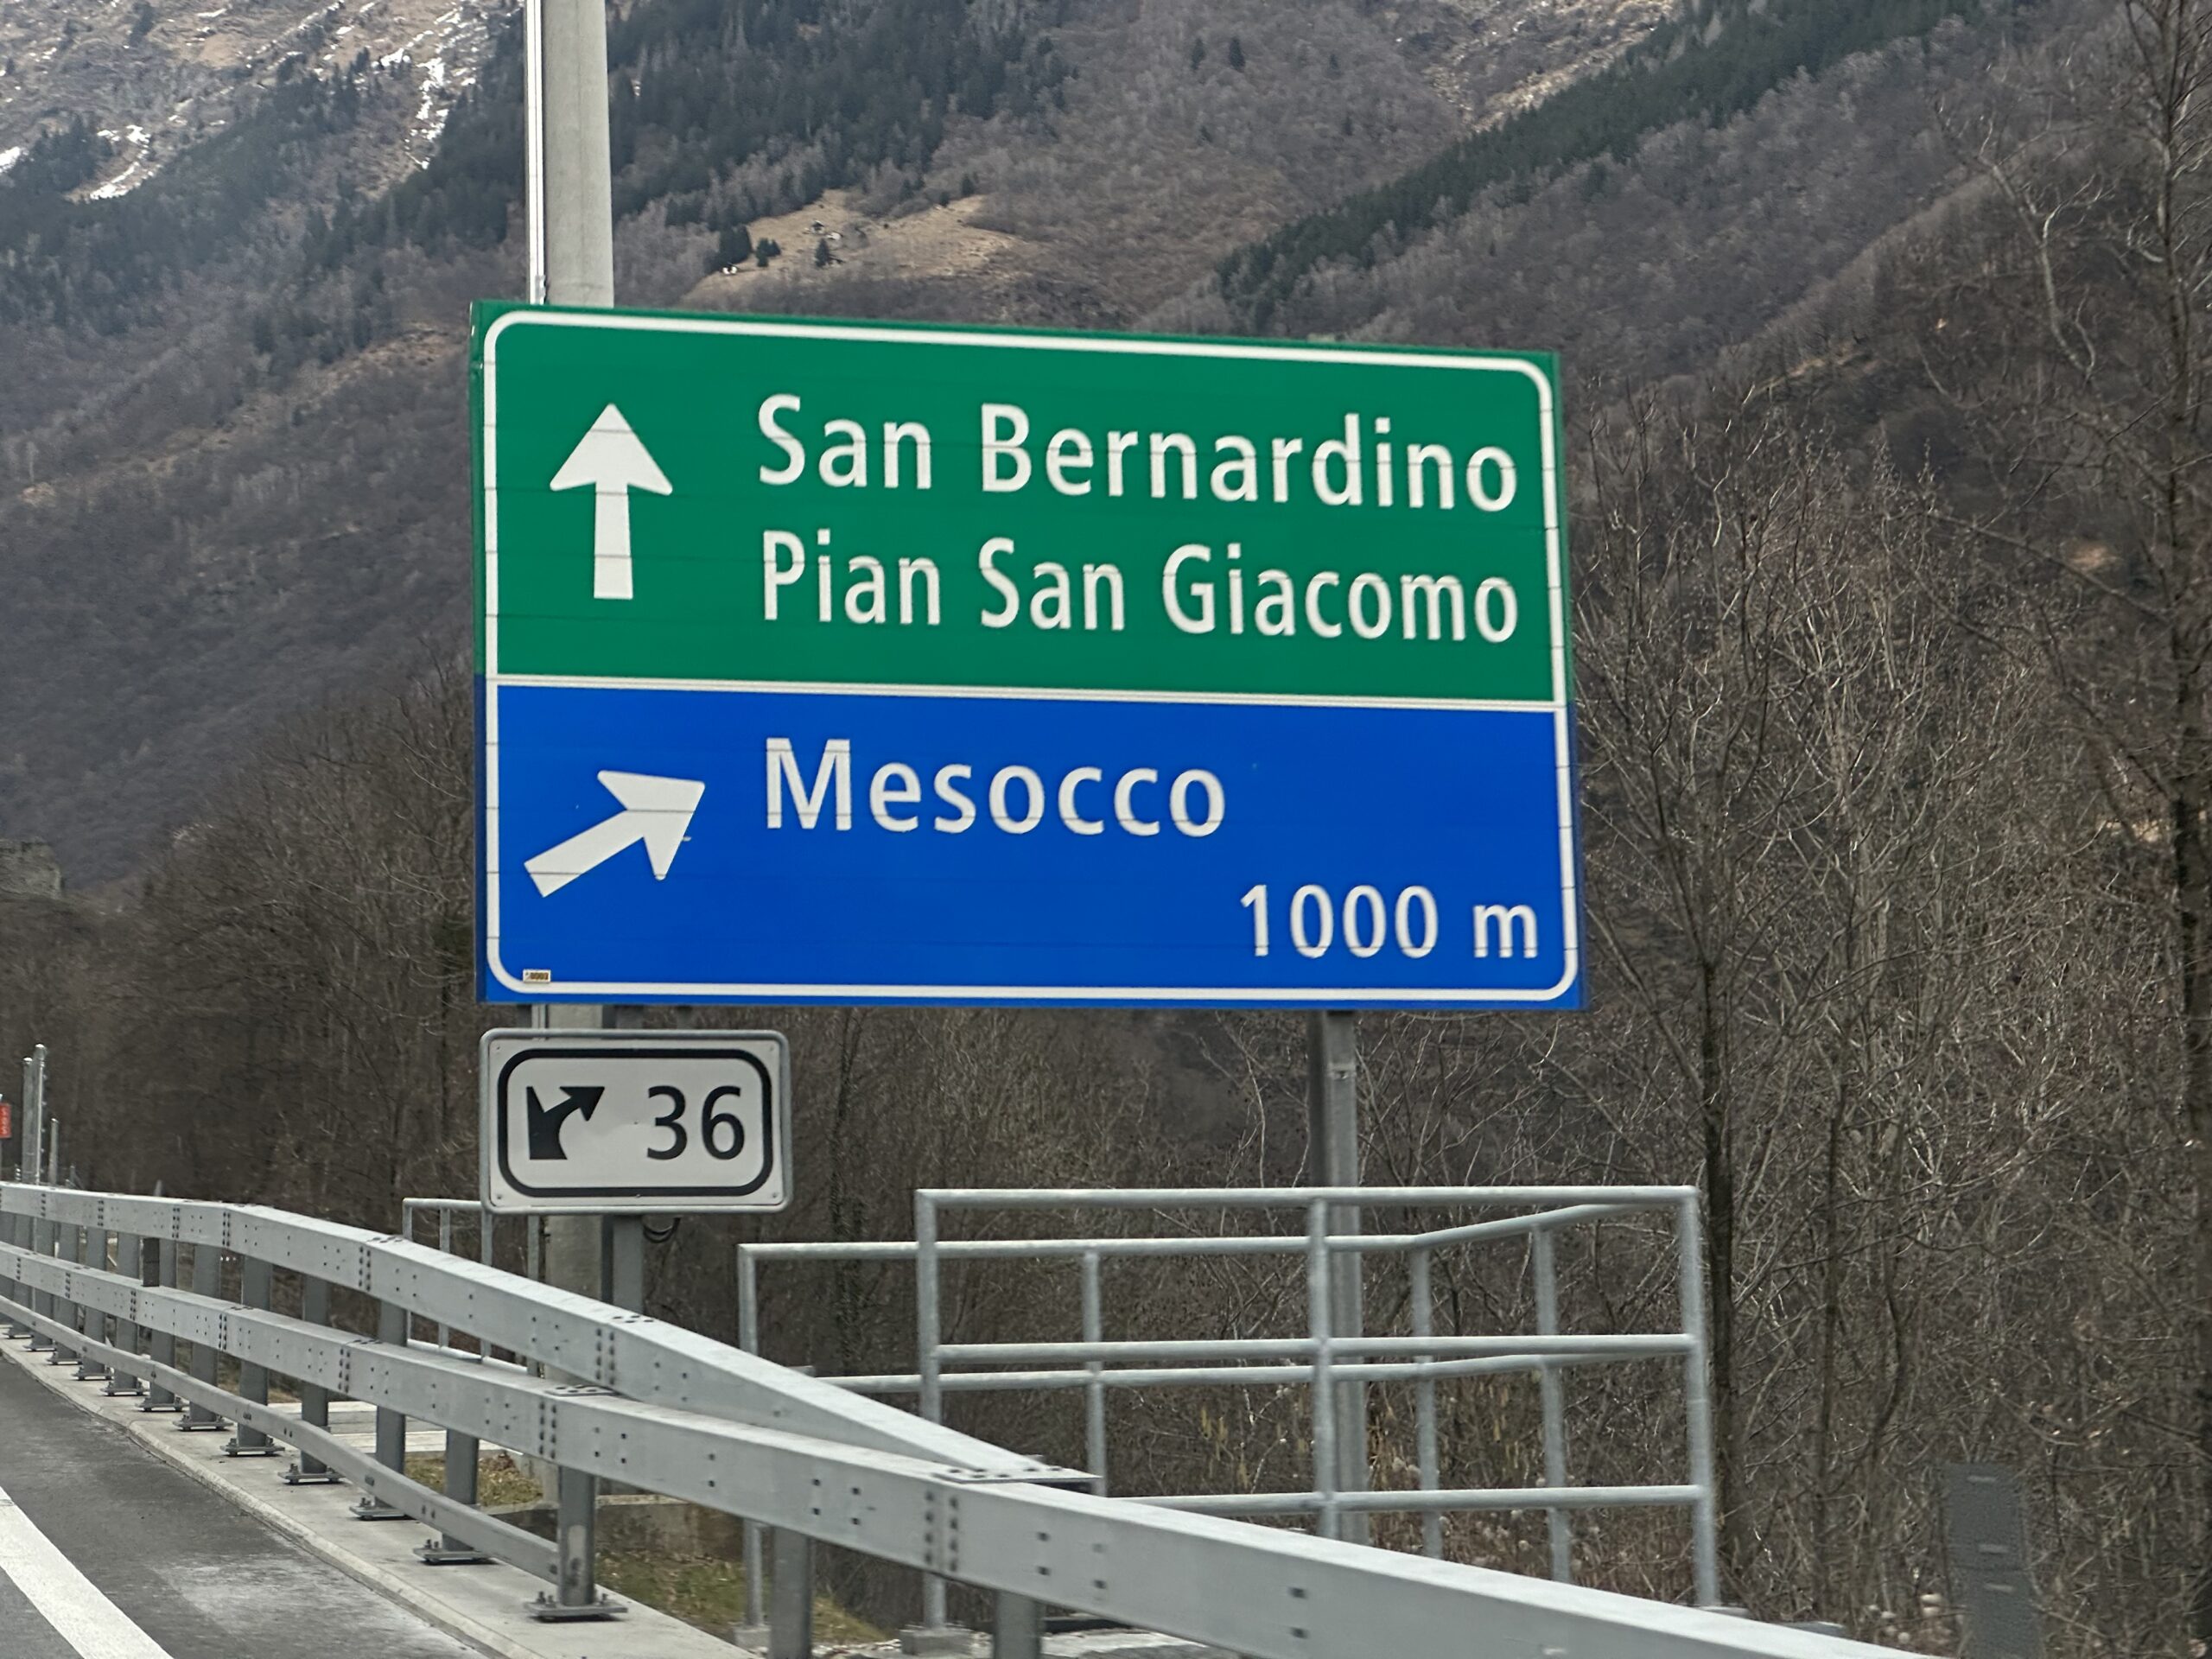 San Bernardino
Pian San Giacomo
Mesocco
1000 m
36